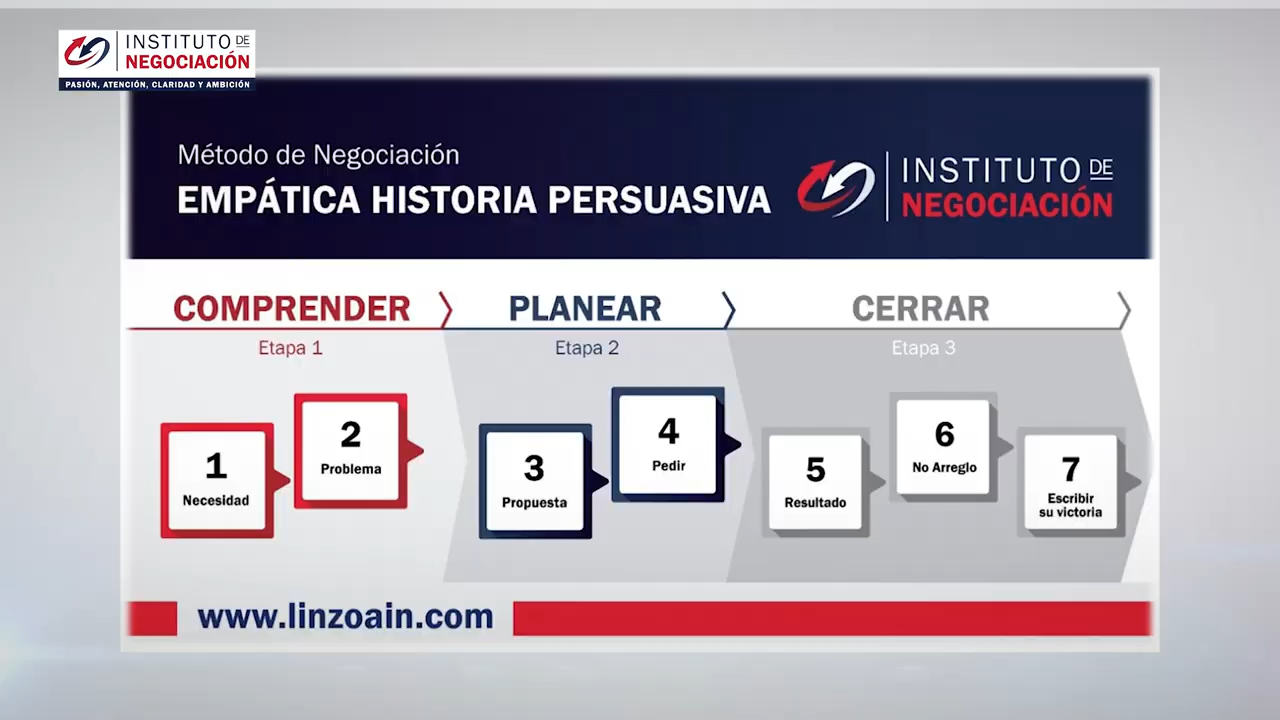 INSTITUTO DE
NEGOCIACIÓN
PASIÓN, ATENCIÓN, CLARIDAD Y AMBICIÓN
Método de Negociación
EMPÁTICA HISTORIA PERSUASIVA
INSTITUTO DE
NEGOCIACIÓN
COMPRENDER
Etapa 1
PLANEAR
Etapa 2
CERRAR
Etapa 3
1
Necesidad
2
Problema
3
Propuesta
4
Pedir
5
Resultado
6
No Arreglo
7
Escribir
su victoria
www.linzoain.com